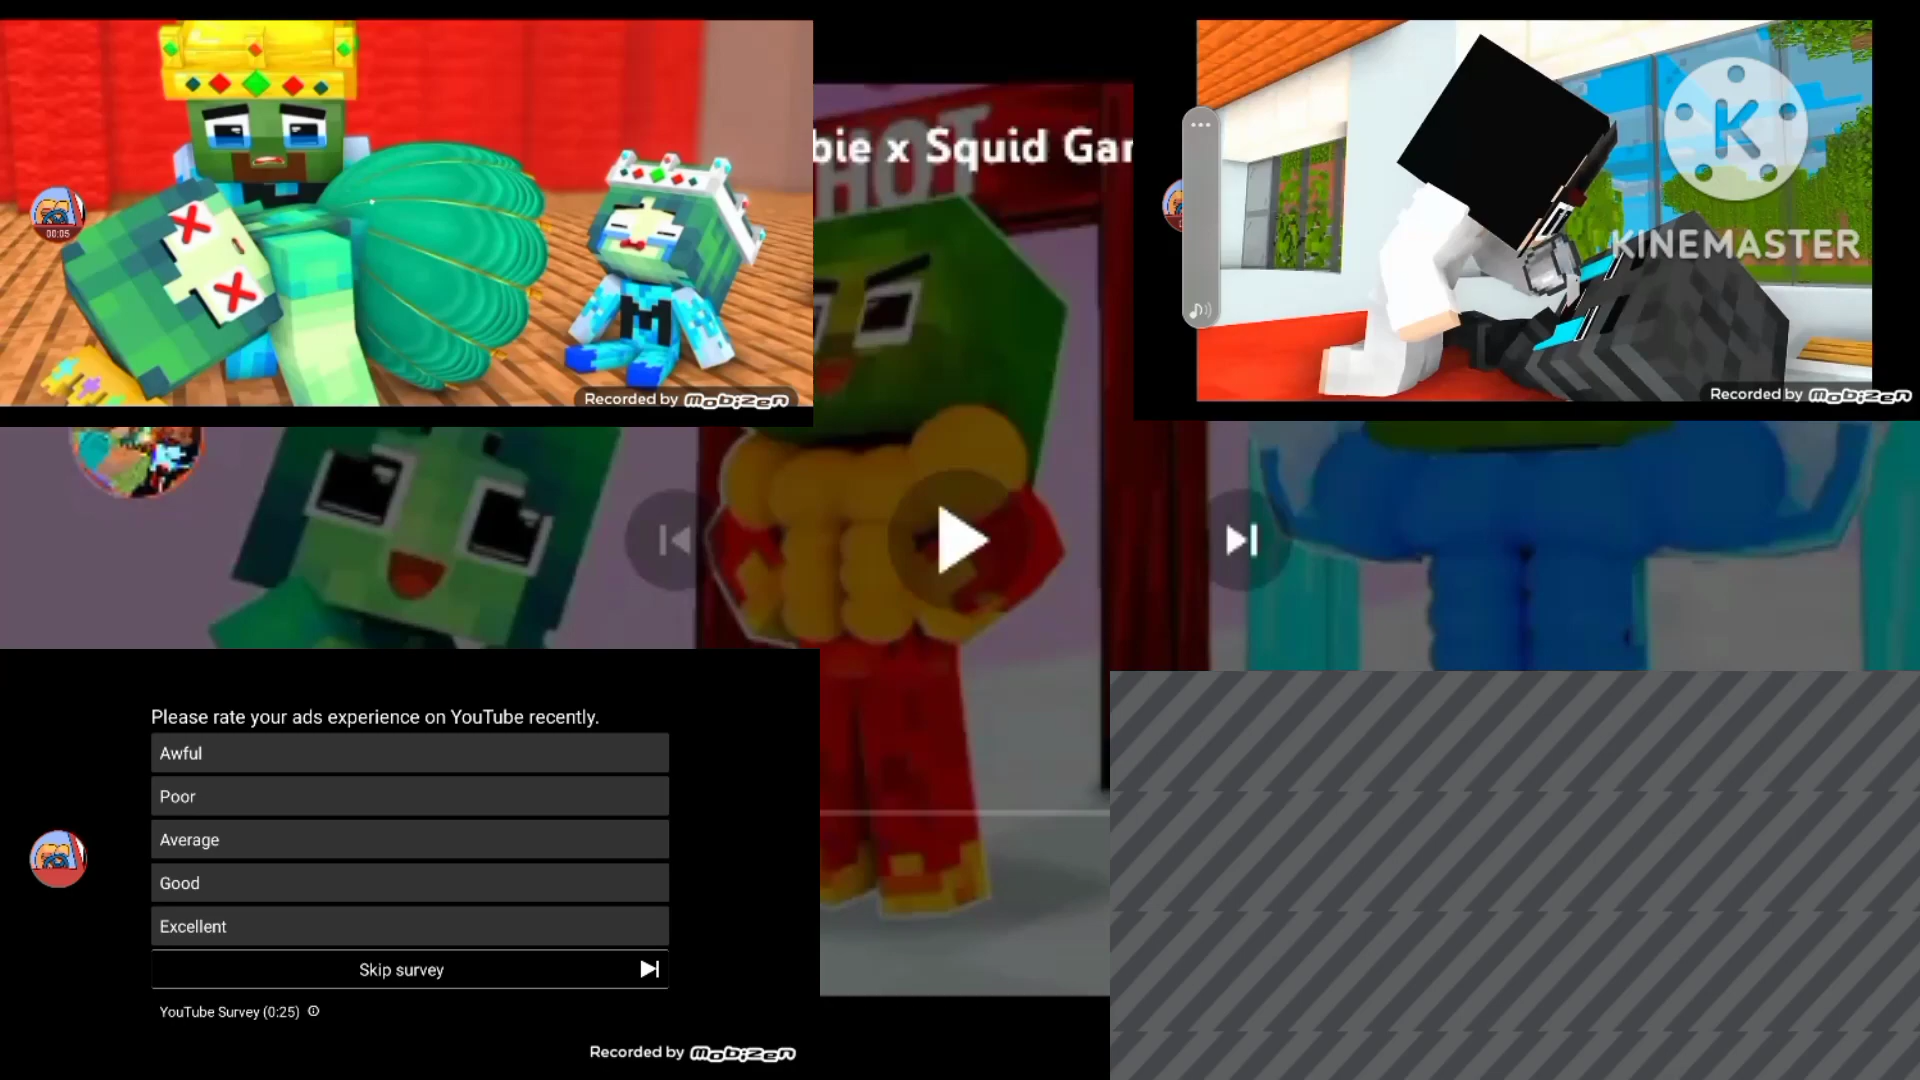 00:05
M
Recorded by Mobizen
HOT
bie x Squid Gar
K
KINEMASTER
Recorded by Mobizen
Please rate your ads experience on YouTube recently.
Awful
Poor
Average
Good
Excellent
Skip survey
YouTube Survey (0:25)
Recorded by Mobizen